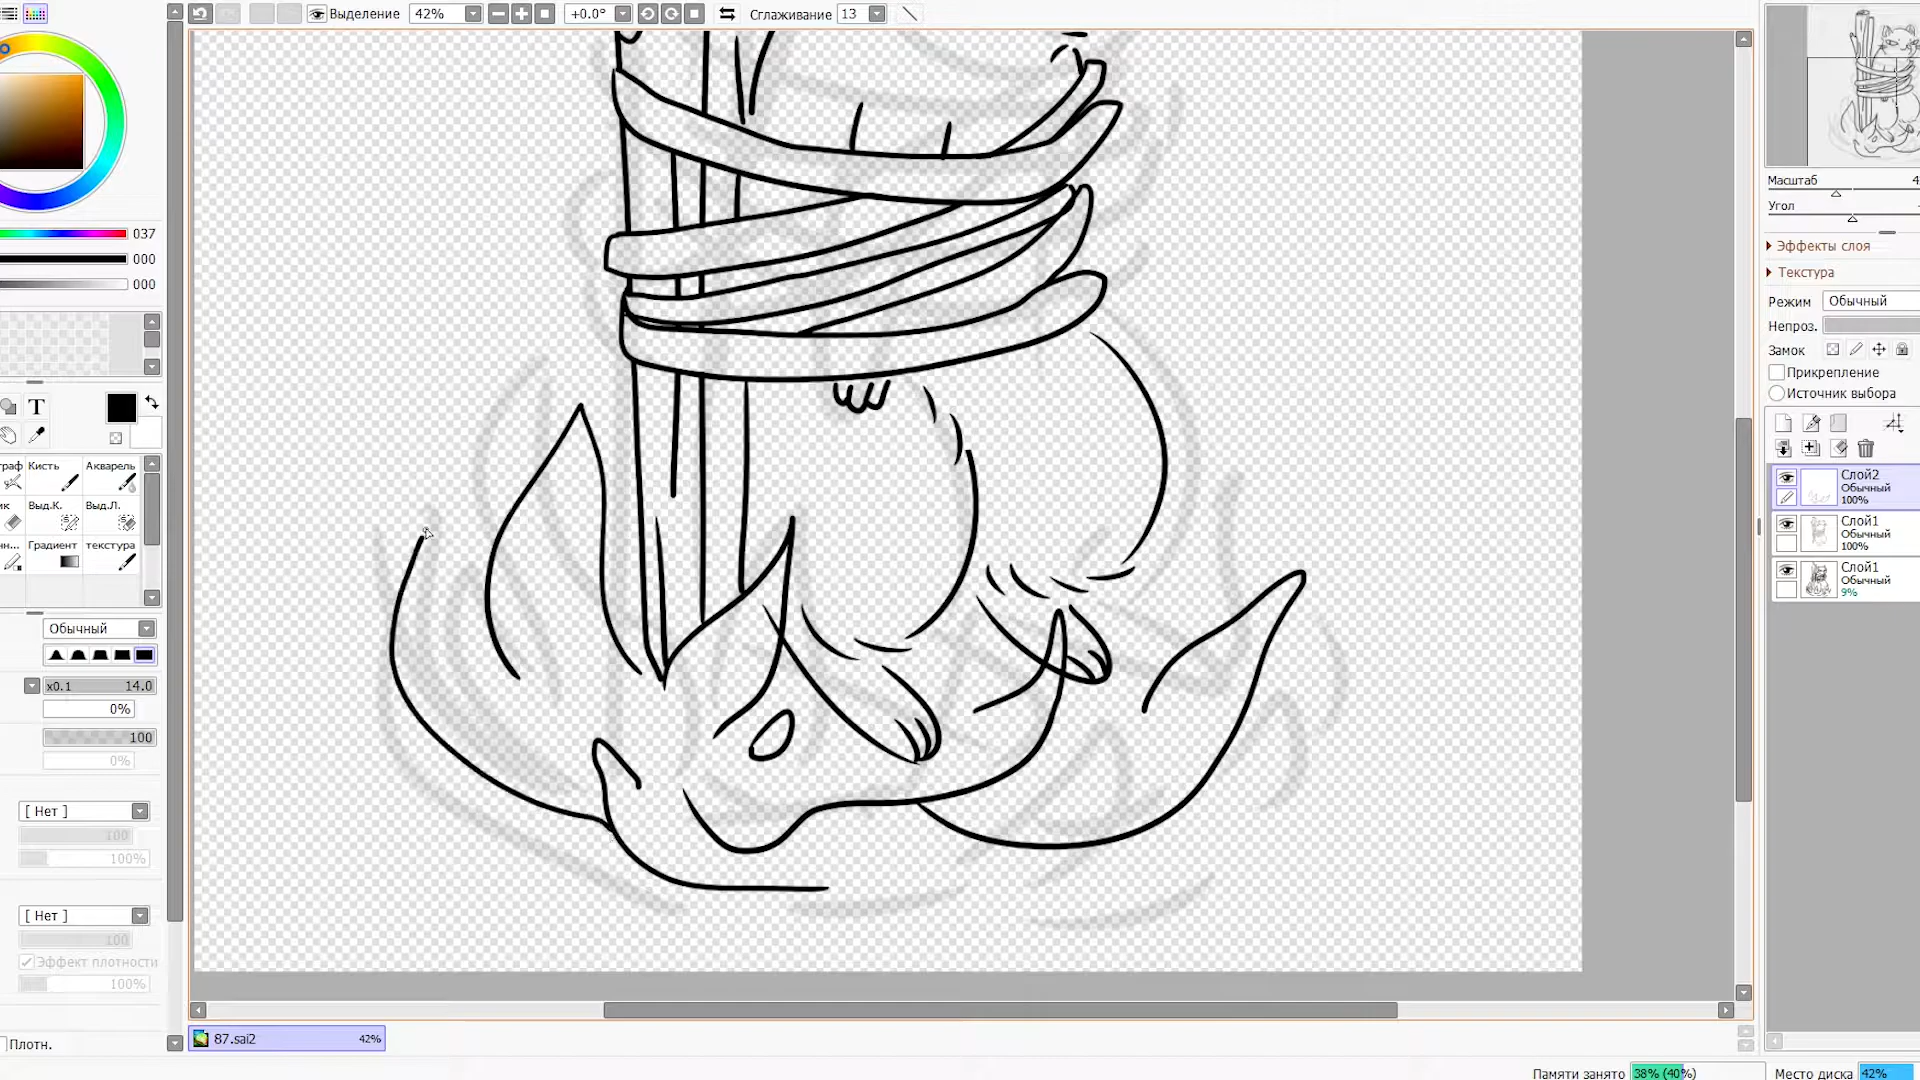 Выделение 42% +0.0° Сглаживание 13
037
000
000
Масштаб
Угол
Эффекты слоя
Текстура
Режим Обычный
Непроз.
Замок
Прикрепление
Источник выбора
T
Кисть Акварель
Выд.К. Выд.Л.
Градиент текстура
Слой2
Обычный
100%
Слой1
Обычный
100%
Слой1
Обычный
9%
Обычный
x0.1 14.0
0%
100
0%
[ Нет ]
100
100%
[ Нет ]
100
Эффект плотности
100%
Плотн.
87.sai2 42%
Памяти занято 38% (40%) Место диска 42%